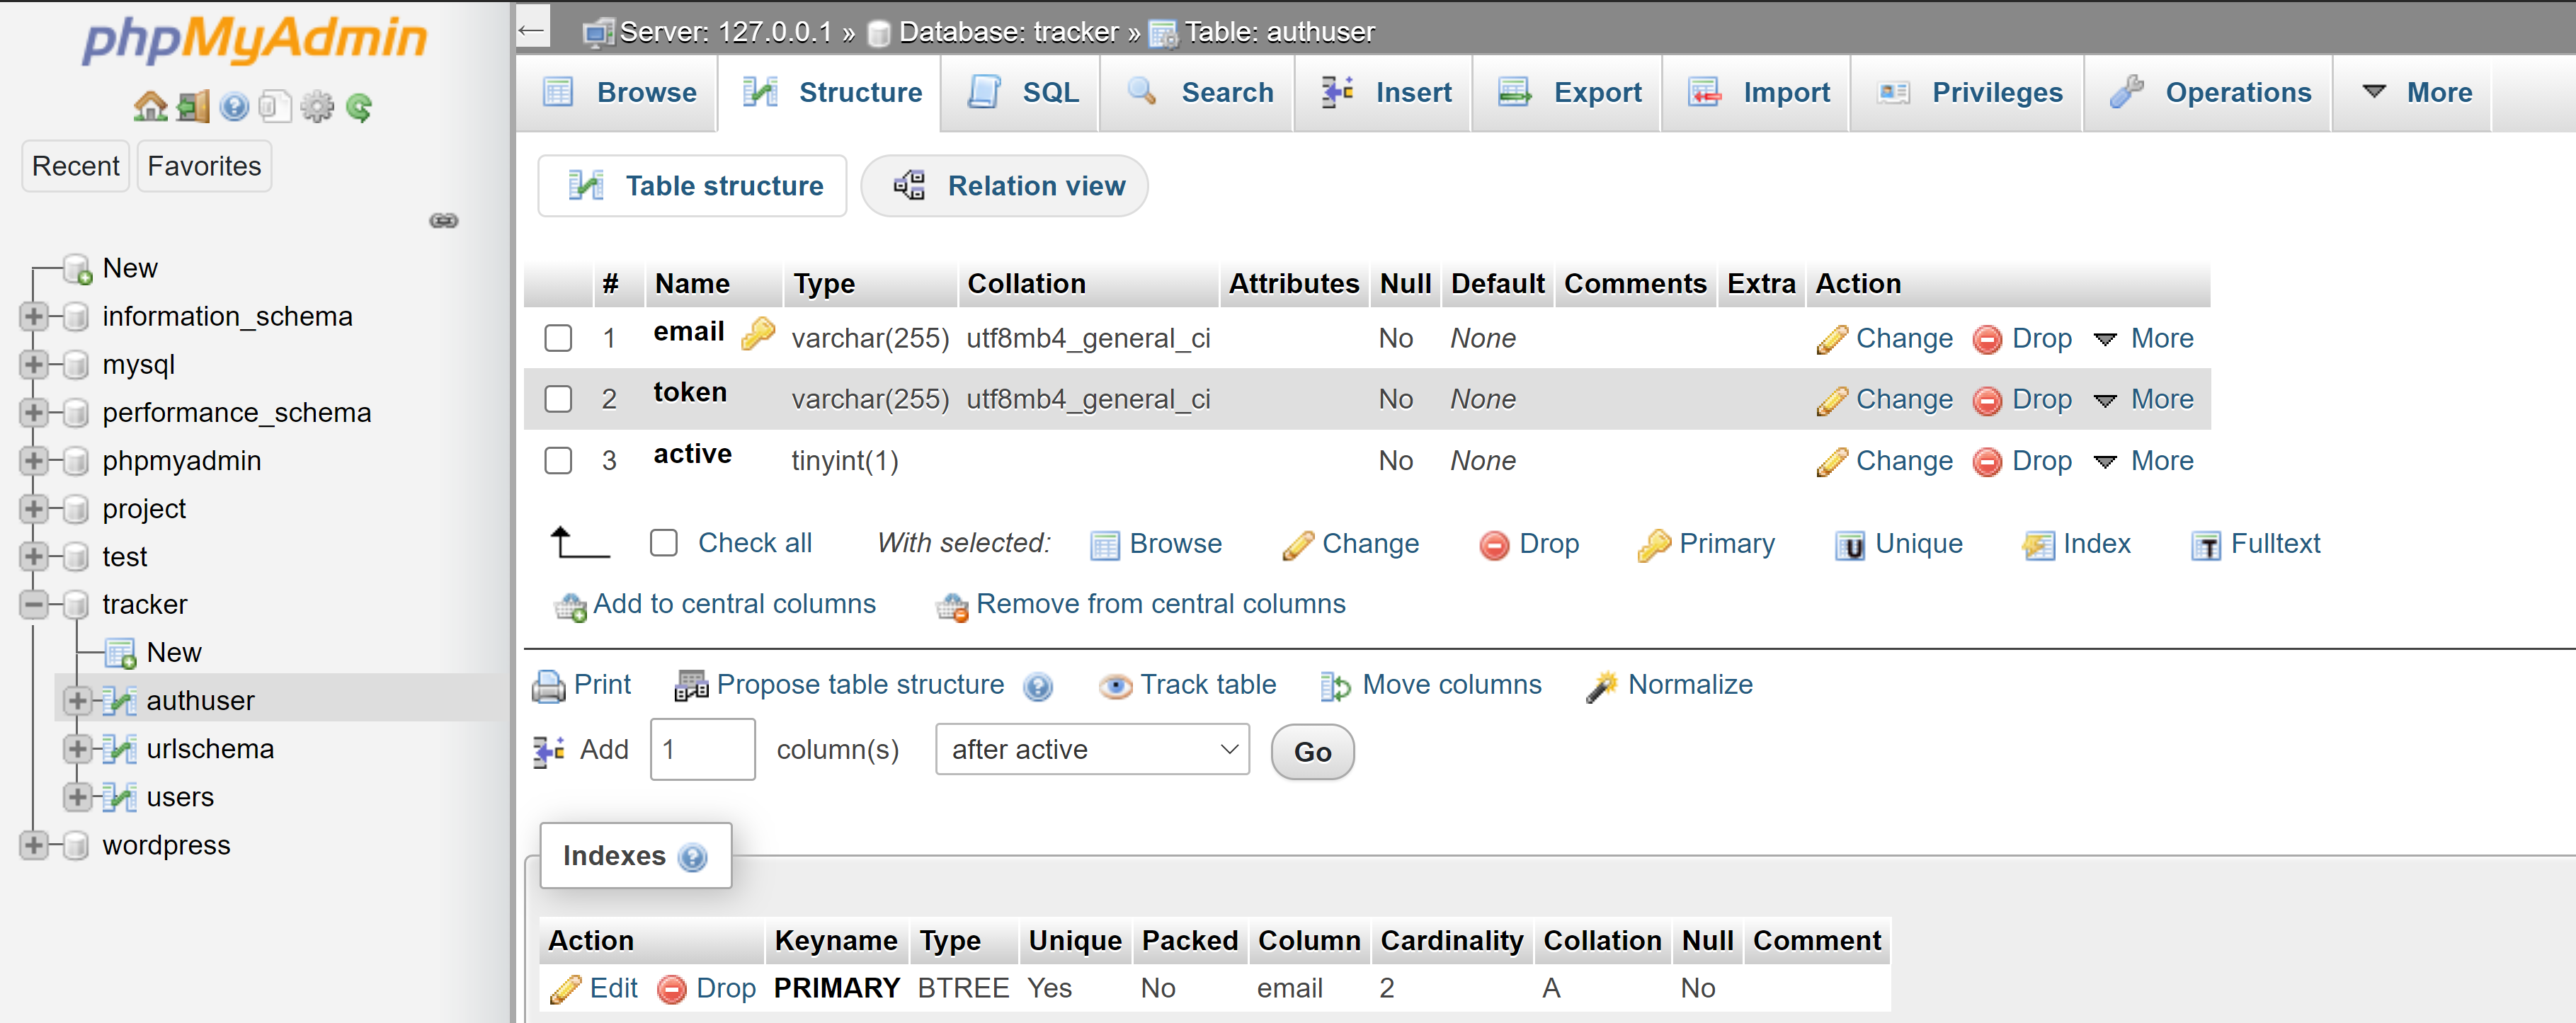 phpMyAdmin
Recent Favorites
New
information_schema
mysql
performance_schema
phpmyadmin
project
test
tracker
New
authuser
urlschema
users
wordpress
Server: 127.0.0.1 » Database: tracker » Table: authuser
Browse Structure SQL Search Insert Export Import Privileges Operations More
Table structure Relation view
# Name Type Collation Attributes Null Default Comments Extra Action
1 email varchar(255) utf8mb4_general_ci No None Change Drop More
2 token varchar(255) utf8mb4_general_ci No None Change Drop More
3 active tinyint(1) No None Change Drop More
Check all With selected: Browse Change Drop Primary Unique Index Fulltext
Add to central columns Remove from central columns
Print Propose table structure Track table Move columns Normalize
Add 1 column(s) after active Go
Indexes
Action Keyname Type Unique Packed Column Cardinality Collation Null Comment
Edit Drop PRIMARY BTREE Yes No email 2 A No